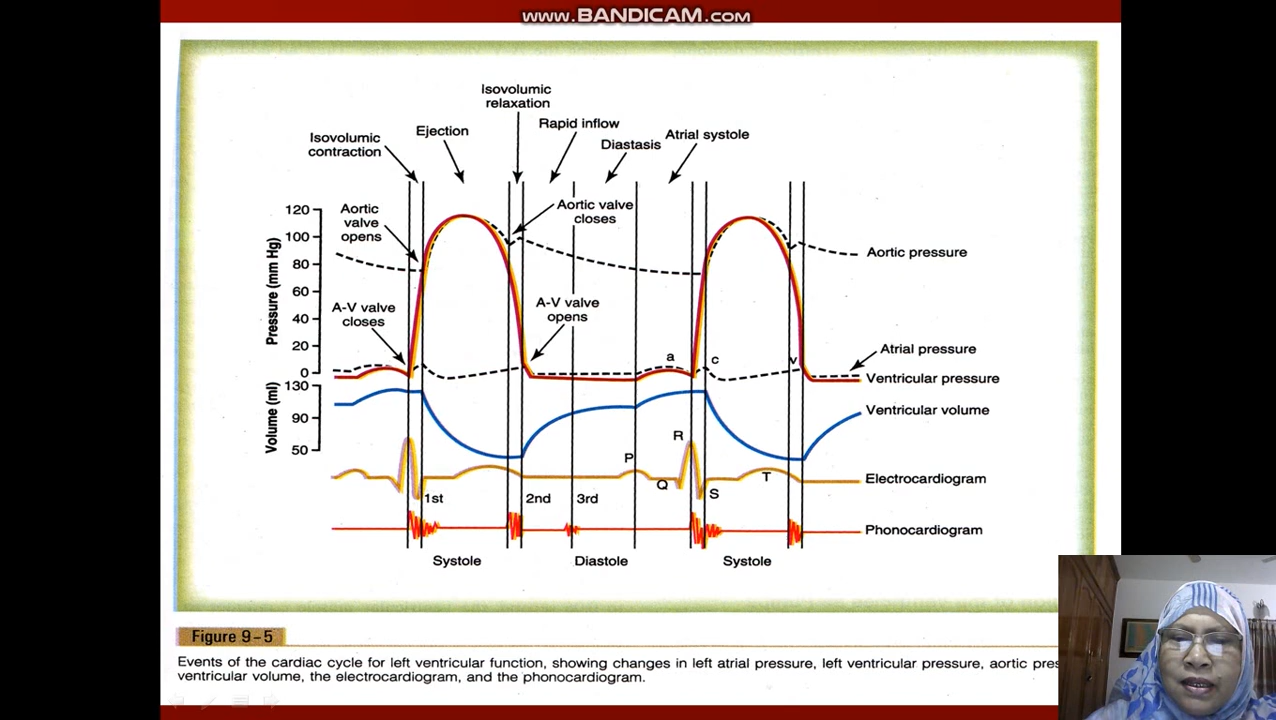 www.BANDICAM.com
Isovolumic
relaxation
Isovolumic
contraction
Ejection
Rapid inflow
Diastasis
Atrial systole
Aortic
valve
opens
Aortic valve
closes
A-V valve
closes
A-V valve
opens
Pressure (mm Hg)
120
100
80
60
40
20
0
Volume (ml)
130
90
50
a
c
v
Aortic pressure
Atrial pressure
Ventricular pressure
Ventricular volume
R
P
Q
S
T
Electrocardiogram
1st
2nd
3rd
Phonocardiogram
Systole
Diastole
Systole
Figure 9-5
Events of the cardiac cycle for left ventricular function, showing changes in left atrial pressure, left ventricular pressure, aortic
ventricular volume, the electrocardiogram, and the phonocardiogram.